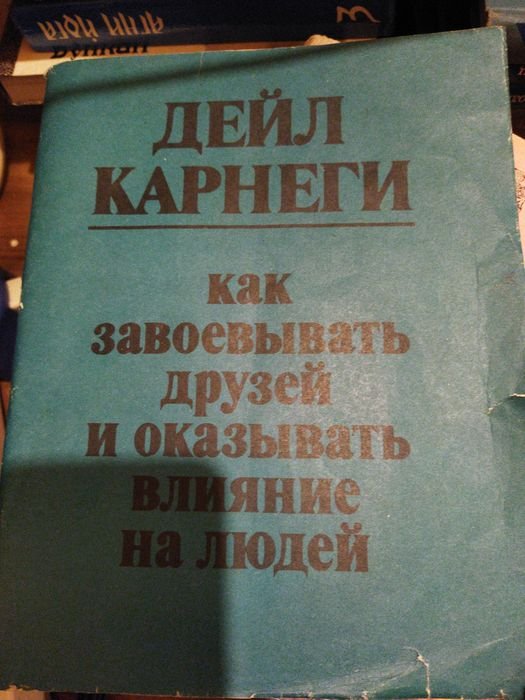 ДЕЙЛ
КАРНЕГИ
как
завоевывать
друзей
и оказывать
влияние
на людей